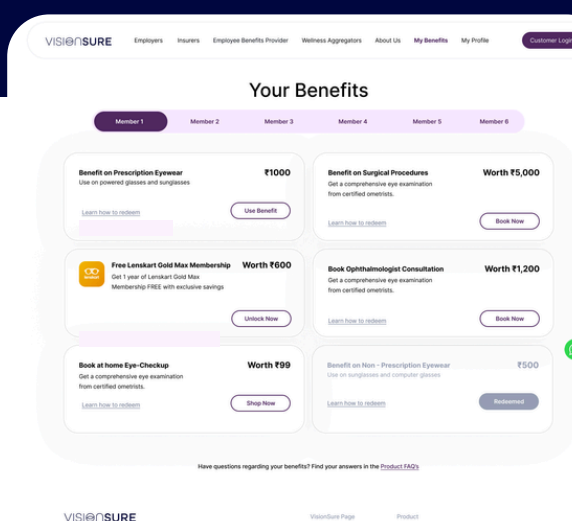 VISIONSURE
Employers Insurers Employee Benefits Provider Wellness Aggregators About Us My Benefits My Profile Customer Login
Your Benefits
Member 1 Member 2 Member 3 Member 4 Member 5 Member 6
Benefit on Prescription Eyewear ₹1000
Use on powered glasses and sunglasses
Learn how to redeem Use Benefit
Benefit on Surgical Procedures Worth ₹5,000
Get a comprehensive eye examination
from certified ometrists.
Learn how to redeem Book Now
Free Lenskart Gold Max Membership Worth ₹600
Get 1 year of Lenskart Gold Max
Membership FREE with exclusive savings
Unlock Now
Book Ophthalmologist Consultation Worth ₹1,200
Get a comprehensive eye examination
from certified ometrists.
Learn how to redeem Book Now
Book at home Eye-Checkup Worth ₹99
Get a comprehensive eye examination
from certified ometrists.
Learn how to redeem Shop Now
Benefit on Non - Prescription Eyewear ₹500
Use on sunglasses and computer glasses
Learn how to redeem Redeemed
Have questions regarding your benefits? Find your answers in the Product FAQ's
VISIONSURE VisionSure Page Product